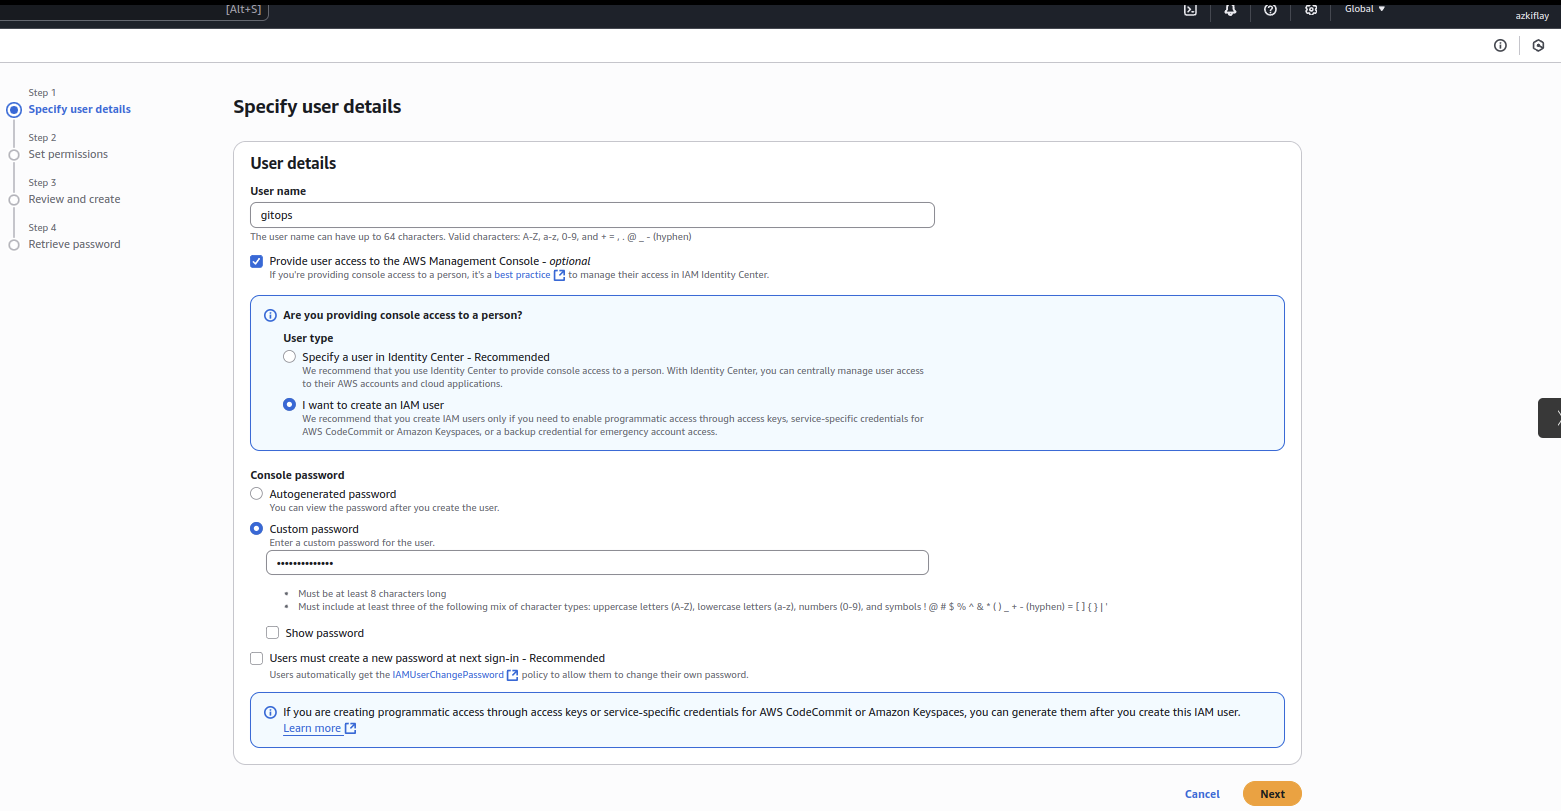 [Alt+S]
Global
azkiflay
Step 1
Specify user details
Step 2
Set permissions
Step 3
Review and create
Step 4
Retrieve password
Specify user details
User details
User name
gitops
The user name can have up to 64 characters. Valid characters: A-Z, a-z, 0-9, and + = , . @ _ - (hyphen)
Provide user access to the AWS Management Console - optional
If you're providing console access to a person, it's a best practice to manage their access in IAM Identity Center.
Are you providing console access to a person?
User type
Specify a user in Identity Center - Recommended
We recommend that you use Identity Center to provide console access to a person. With Identity Center, you can centrally manage user access
to their AWS accounts and cloud applications.
I want to create an IAM user
We recommend that you create IAM users only if you need to enable programmatic access through access keys, service-specific credentials for
AWS CodeCommit or Amazon Keyspaces, or a backup credential for emergency account access.
Console password
Autogenerated password
You can view the password after you create the user.
Custom password
Enter a custom password for the user.
••••••••••••••
• Must be at least 8 characters long
• Must include at least three of the following mix of character types: uppercase letters (A-Z), lowercase letters (a-z), numbers (0-9), and symbols ! @ # $ % ^ & * ( ) _ + - (hyphen) = [ ] { } | '
Show password
Users must create a new password at next sign-in - Recommended
Users automatically get the IAMUserChangePassword policy to allow them to change their own password.
If you are creating programmatic access through access keys or service-specific credentials for AWS CodeCommit or Amazon Keyspaces, you can generate them after you create this IAM user.
Learn more
Cancel
Next